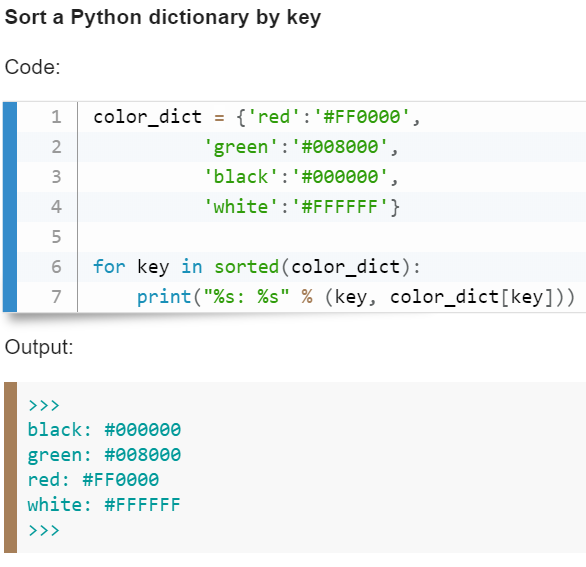 Sort a Python dictionary by key
Code:
1 color_dict = {'red':'#FF0000',
2           'green':'#008000',
3           'black':'#000000',
4           'white':'#FFFFFF'}
5
6 for key in sorted(color_dict):
7     print("%s: %s" % (key, color_dict[key]))
Output:
>>>
black: #000000
green: #008000
red: #FF0000
white: #FFFFFF
>>>